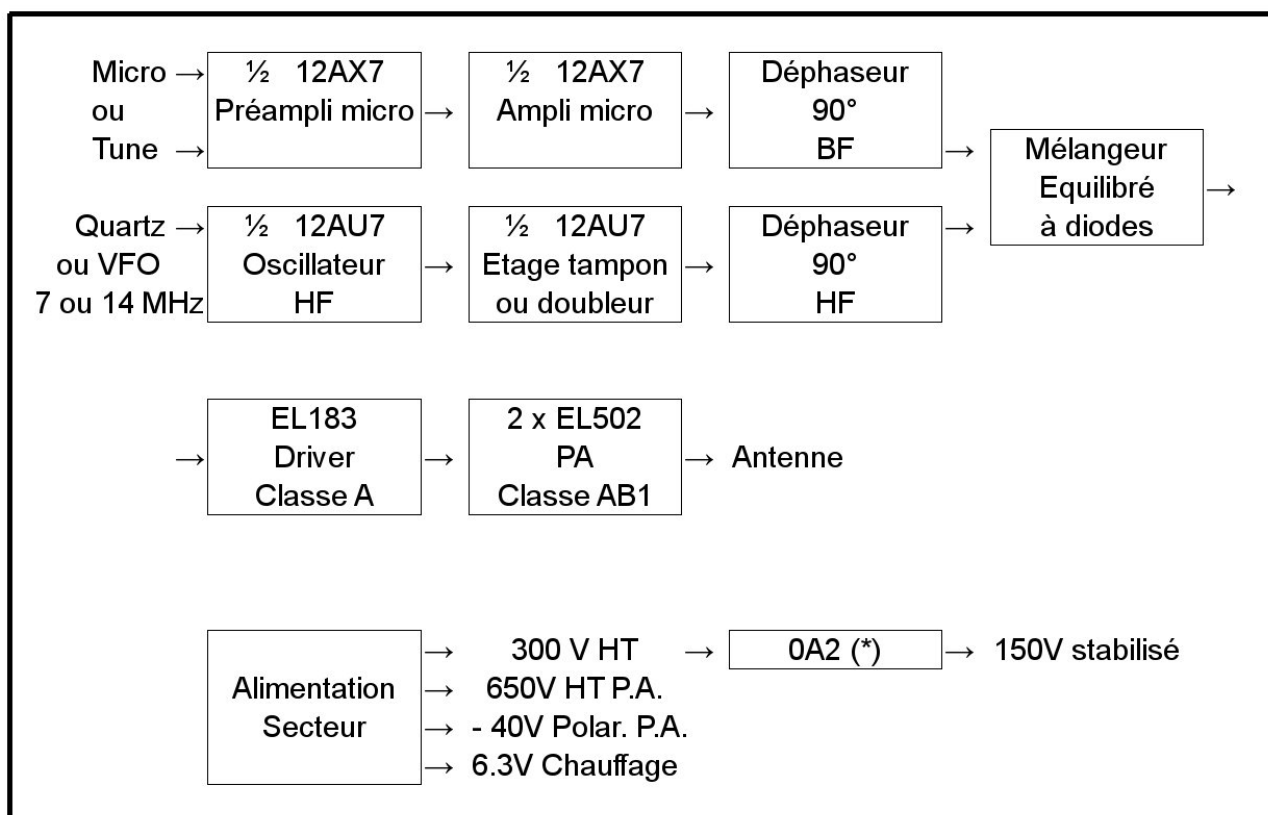 Micro → ½ 12AX7 ½ 12AX7 Déphaseur
ou Préampli micro → Ampli micro → 90°
Tune → BF → Mélangeur
Equilibré →
Quartz → ½ 12AU7 ½ 12AU7 Déphaseur → à diodes
ou VFO Oscillateur → Etage tampon → 90°
7 ou 14 MHz HF ou doubleur HF
EL183 2 x EL502
→ Driver → PA → Antenne
Classe A Classe AB1
→ 300 V HT → 0A2 (*) → 150V stabilisé
Alimentation → 650V HT P.A.
Secteur → - 40V Polar. P.A.
→ 6.3V Chauffage